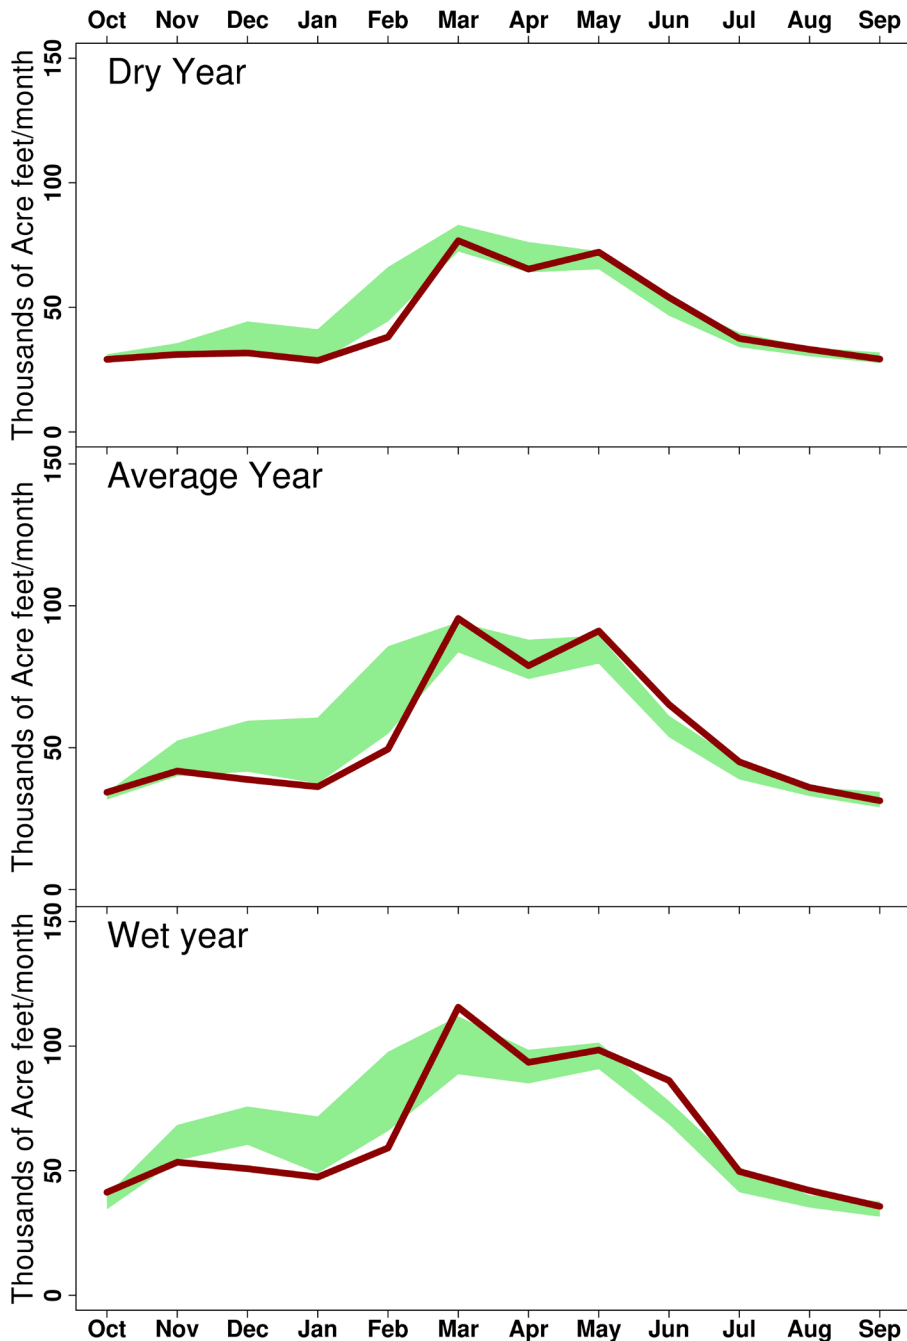 Oct Nov Dec Jan Feb Mar Apr May Jun Jul Aug Sep
Dry Year
Thousands of Acre feet/month
150
100
50
0
Average Year
Thousands of Acre feet/month
150
100
50
0
Wet year
Thousands of Acre feet/month
150
100
50
0
Oct Nov Dec Jan Feb Mar Apr May Jun Jul Aug Sep